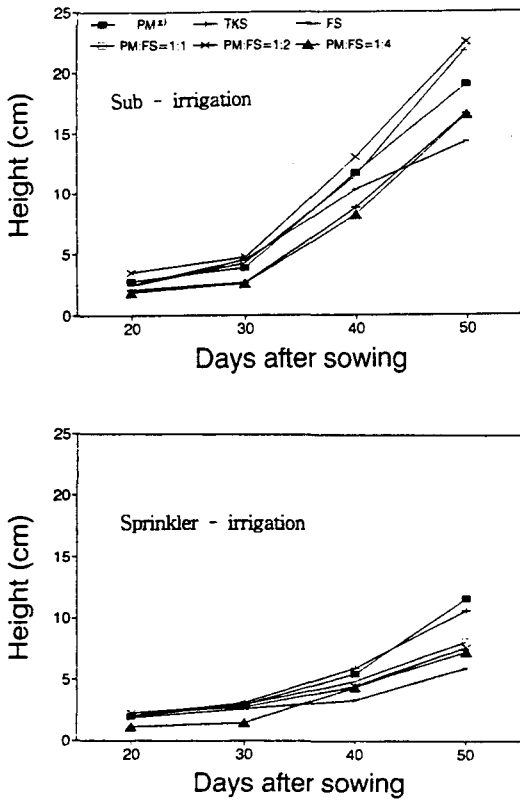 PM z) TKS FS
PM:FS=1:1 PM:FS=1:2 PM:FS=1:4
25
20
15
10
5
0
Height (cm)
Sub - irrigation
20 30 40 50
Days after sowing
25
20
15
10
5
0
Height (cm)
Sprinkler - irrigation
20 30 40 50
Days after sowing